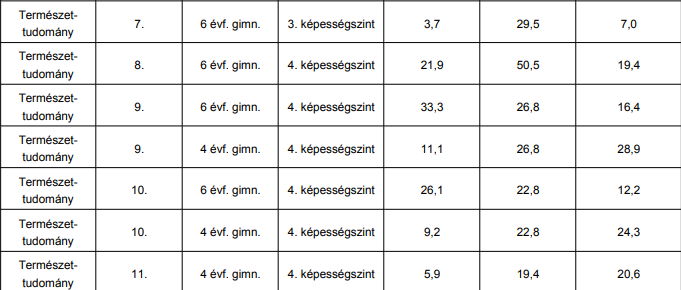 Természet-
tudomány 7. 6 évf. gimn. 3. képességszint 3,7 29,5 7,0
Természet-
tudomány 8. 6 évf. gimn. 4. képességszint 21,9 50,5 19,4
Természet-
tudomány 9. 6 évf. gimn. 4. képességszint 33,3 26,8 16,4
Természet-
tudomány 9. 4 évf. gimn. 4. képességszint 11,1 26,8 28,9
Természet-
tudomány 10. 6 évf. gimn. 4. képességszint 26,1 22,8 12,2
Természet-
tudomány 10. 4 évf. gimn. 4. képességszint 9,2 22,8 24,3
Természet-
tudomány 11. 4 évf. gimn. 4. képességszint 5,9 19,4 20,6